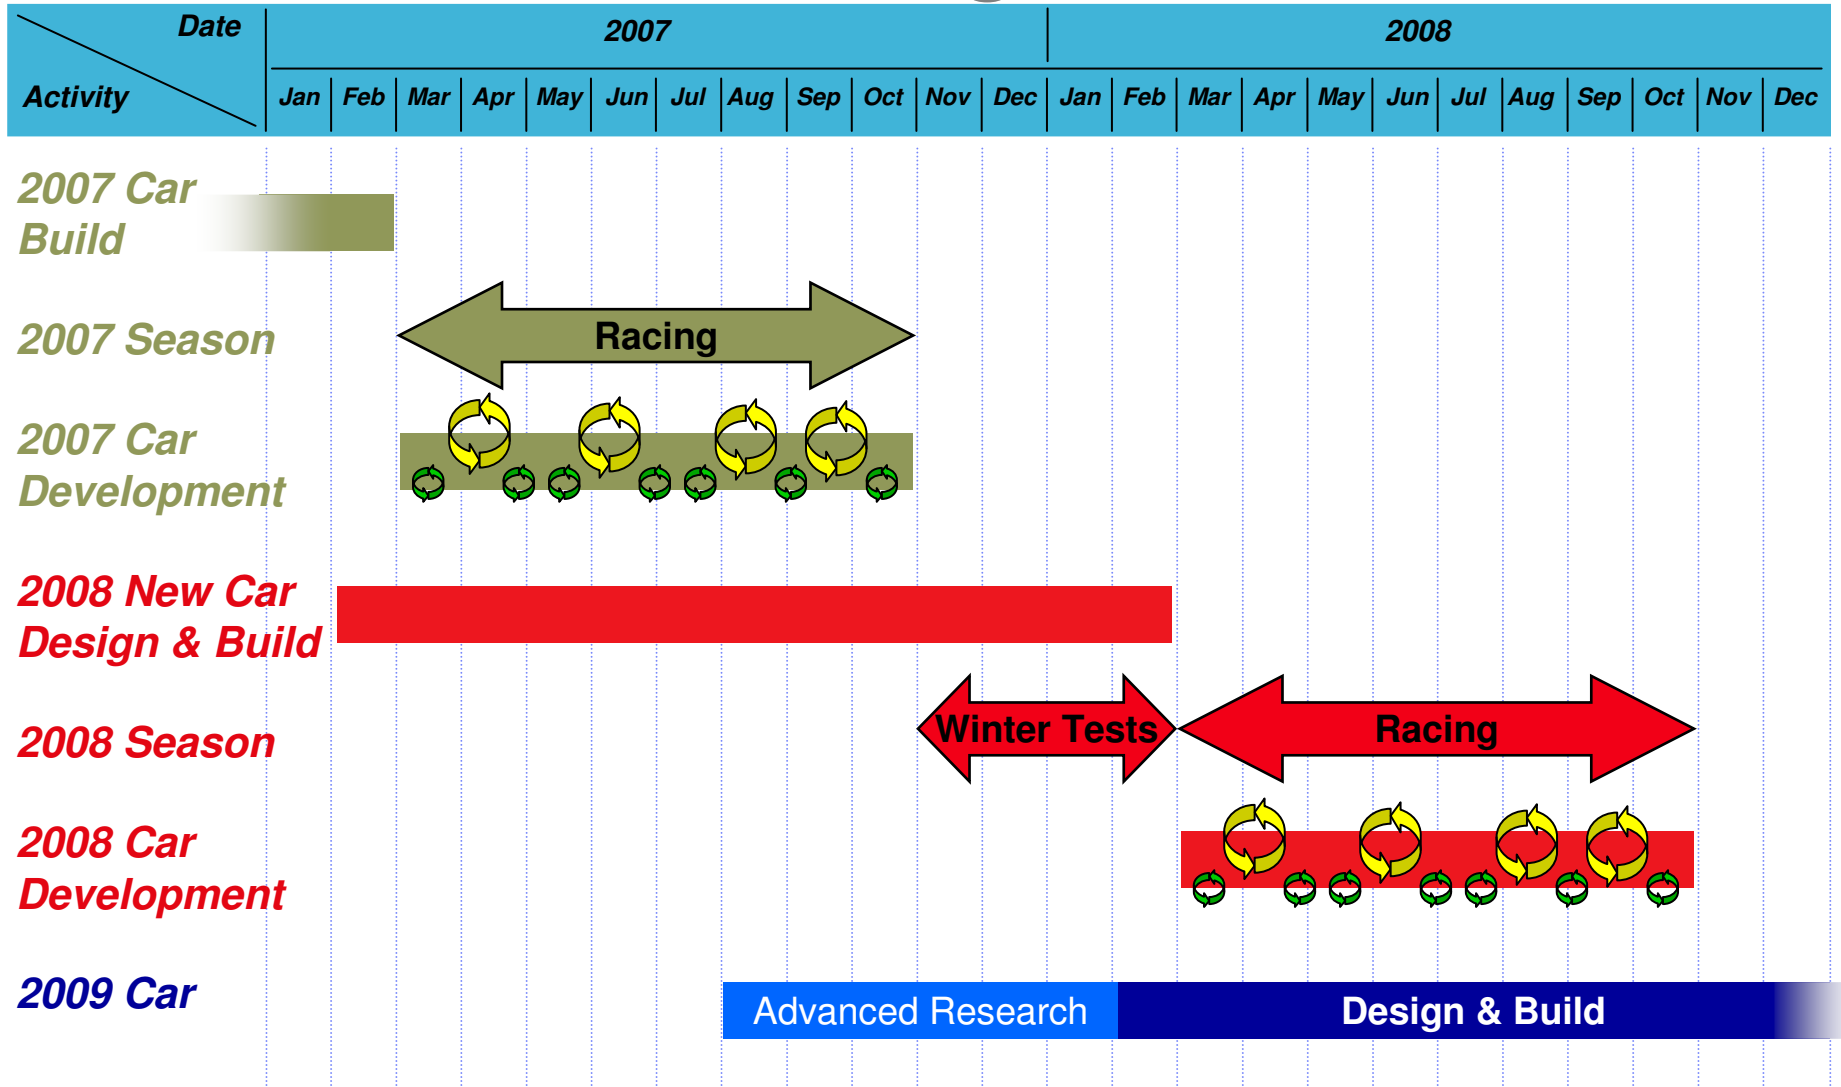 Date
2007
2008
Activity
Jan Feb Mar Apr May Jun Jul Aug Sep Oct Nov Dec Jan Feb Mar Apr May Jun Jul Aug Sep Oct Nov Dec
2007 Car
Build
2007 Season
Racing
2007 Car
Development
2008 New Car
Design & Build
2008 Season
Winter Tests
Racing
2008 Car
Development
2009 Car
Advanced Research
Design & Build